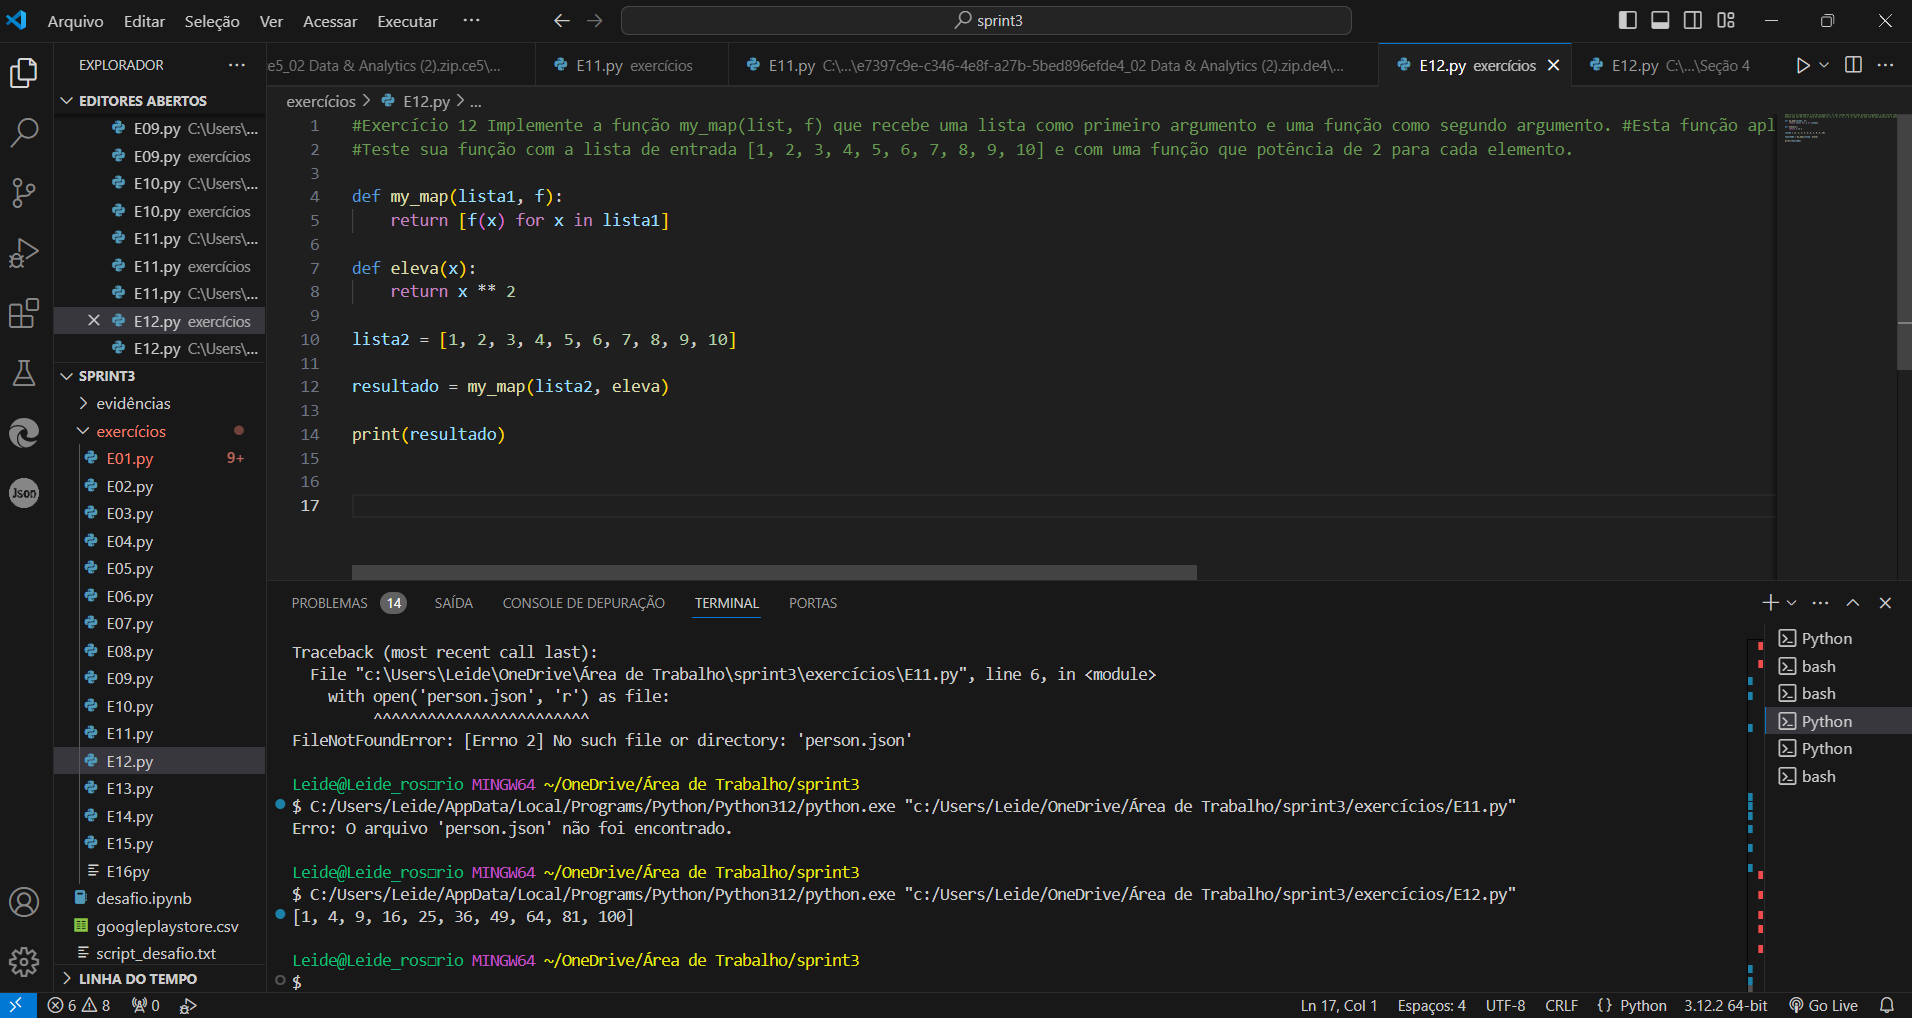 Arquivo Editar Seleção Ver Acessar Executar ···
sprint3
EXPLORADOR ···
e5_02 Data & Analytics (2).zip.ce5\...
E11.py exercícios
E11.py C:\...\e7397c9e-c346-4e8f-a27b-5bed896efde4_02 Data & Analytics (2).zip.de4\...
E12.py exercícios
E12.py C:\...\Seção 4
EDITORES ABERTOS
E09.py C:\Users\...
E09.py exercícios
E10.py C:\Users\...
E10.py exercícios
E11.py C:\Users\...
E11.py exercícios
E11.py C:\Users\...
E12.py exercícios
E12.py C:\Users\...
SPRINT3
evidências
exercícios
E01.py 9+
E02.py
E03.py
E04.py
E05.py
E06.py
E07.py
E08.py
E09.py
E10.py
E11.py
E12.py
E13.py
E14.py
E15.py
E16py
desafio.ipynb
googleplaystore.csv
script_desafio.txt
LINHA DO TEMPO
Json
exercícios > E12.py > ...
1 #Exercício 12 Implemente a função my_map(list, f) que recebe uma lista como primeiro argumento e uma função como segundo argumento. #Esta função apl
2 #Teste sua função com a lista de entrada [1, 2, 3, 4, 5, 6, 7, 8, 9, 10] e com uma função que potência de 2 para cada elemento.
3
4 def my_map(lista1, f):
5 return [f(x) for x in lista1]
6
7 def eleva(x):
8 return x ** 2
9
10 lista2 = [1, 2, 3, 4, 5, 6, 7, 8, 9, 10]
11
12 resultado = my_map(lista2, eleva)
13
14 print(resultado)
15
16
17
PROBLEMAS 14 SAÍDA CONSOLE DE DEPURAÇÃO TERMINAL PORTAS
Traceback (most recent call last):
File "c:\Users\Leide\OneDrive\Área de Trabalho\sprint3\exercícios\E11.py", line 6, in <module>
with open('person.json', 'r') as file:
^^^^^^^^^^^^^^^^^^^^^^^^
FileNotFoundError: [Errno 2] No such file or directory: 'person.json'
Leide@Leide_ros□rio MINGW64 ~/OneDrive/Área de Trabalho/sprint3
$ C:/Users/Leide/AppData/Local/Programs/Python/Python312/python.exe "c:/Users/Leide/OneDrive/Área de Trabalho/sprint3/exercícios/E11.py"
Erro: O arquivo 'person.json' não foi encontrado.
Leide@Leide_ros□rio MINGW64 ~/OneDrive/Área de Trabalho/sprint3
$ C:/Users/Leide/AppData/Local/Programs/Python/Python312/python.exe "c:/Users/Leide/OneDrive/Área de Trabalho/sprint3/exercícios/E12.py"
[1, 4, 9, 16, 25, 36, 49, 64, 81, 100]
Leide@Leide_ros□rio MINGW64 ~/OneDrive/Área de Trabalho/sprint3
$
Python
bash
bash
Python
Python
bash
6 8 0
Ln 17, Col 1 Espaços: 4 UTF-8 CRLF {} Python 3.12.2 64-bit Go Live